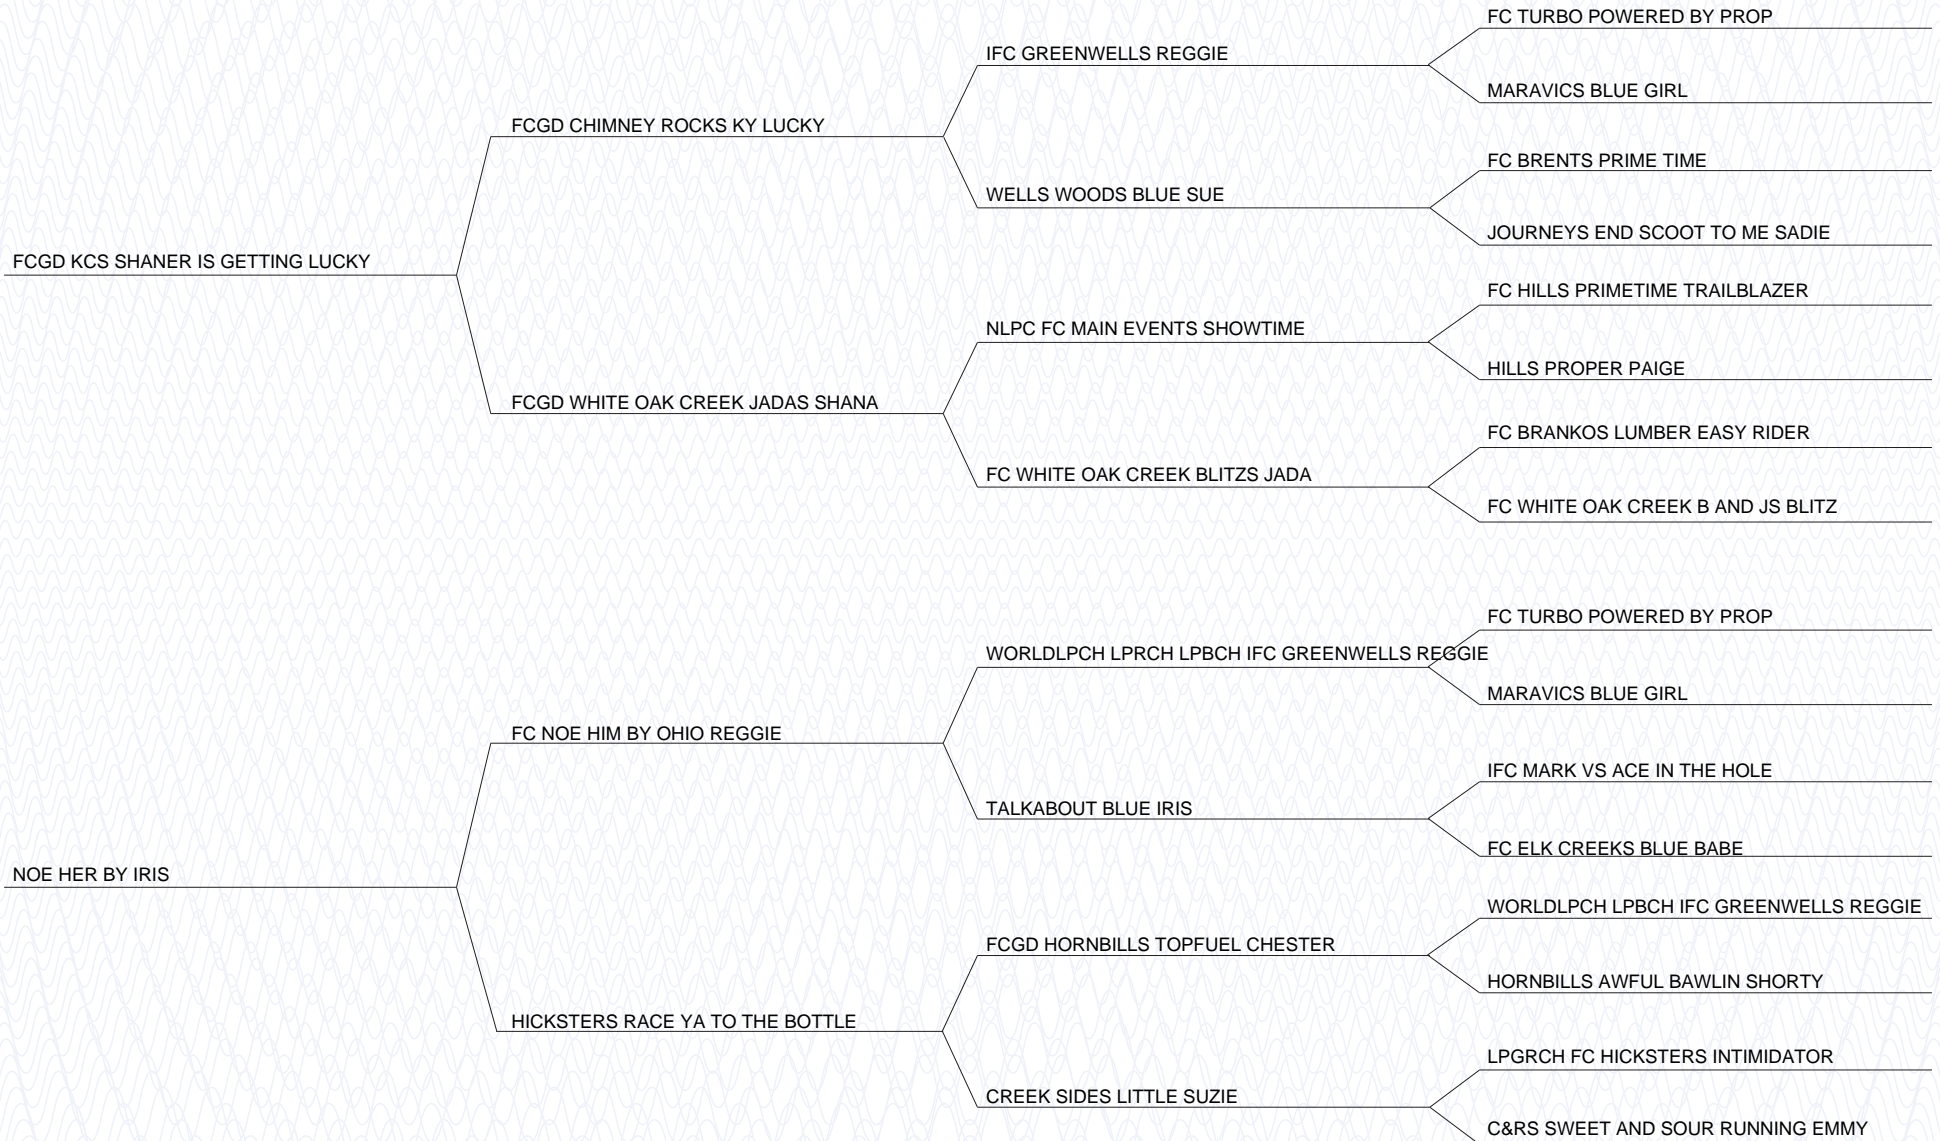 FC TURBO POWERED BY PROP
IFC GREENWELLS REGGIE
MARAVICS BLUE GIRL
FCGD CHIMNEY ROCKS KY LUCKY
FC BRENTS PRIME TIME
WELLS WOODS BLUE SUE
JOURNEYS END SCOOT TO ME SADIE
FCGD KCS SHANER IS GETTING LUCKY
FC HILLS PRIMETIME TRAILBLAZER
NLPC FC MAIN EVENTS SHOWTIME
HILLS PROPER PAIGE
FCGD WHITE OAK CREEK JADAS SHANA
FC BRANKOS LUMBER EASY RIDER
FC WHITE OAK CREEK BLITZS JADA
FC WHITE OAK CREEK B AND JS BLITZ
FC TURBO POWERED BY PROP
WORLDLPCH LPRCH LPBCH IFC GREENWELLS REGGIE
MARAVICS BLUE GIRL
FC NOE HIM BY OHIO REGGIE
IFC MARK VS ACE IN THE HOLE
TALKABOUT BLUE IRIS
FC ELK CREEKS BLUE BABE
NOE HER BY IRIS
WORLDLPCH LPBCH IFC GREENWELLS REGGIE
FCGD HORNBILLS TOPFUEL CHESTER
HORNBILLS AWFUL BAWLIN SHORTY
HICKSTERS RACE YA TO THE BOTTLE
LPGRCH FC HICKSTERS INTIMIDATOR
CREEK SIDES LITTLE SUZIE
C&RS SWEET AND SOUR RUNNING EMMY